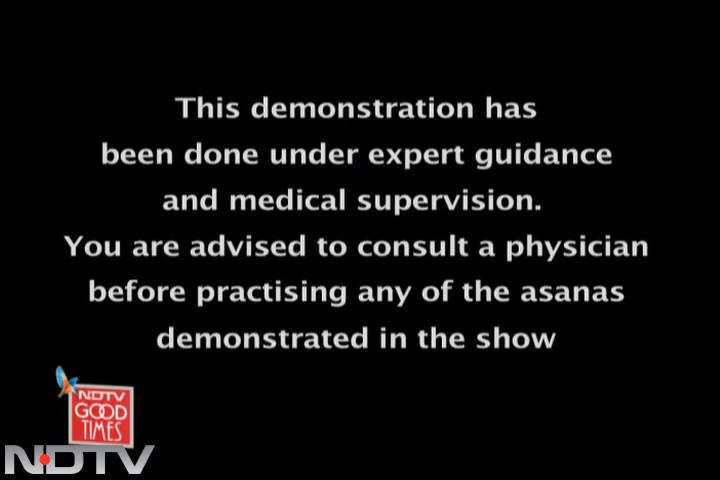 This demonstration has
been done under expert guidance
and medical supervision.
You are advised to consult a physician
before practising any of the asanas
demonstrated in the show
NDTV
GOOD
TIMES
NDTV